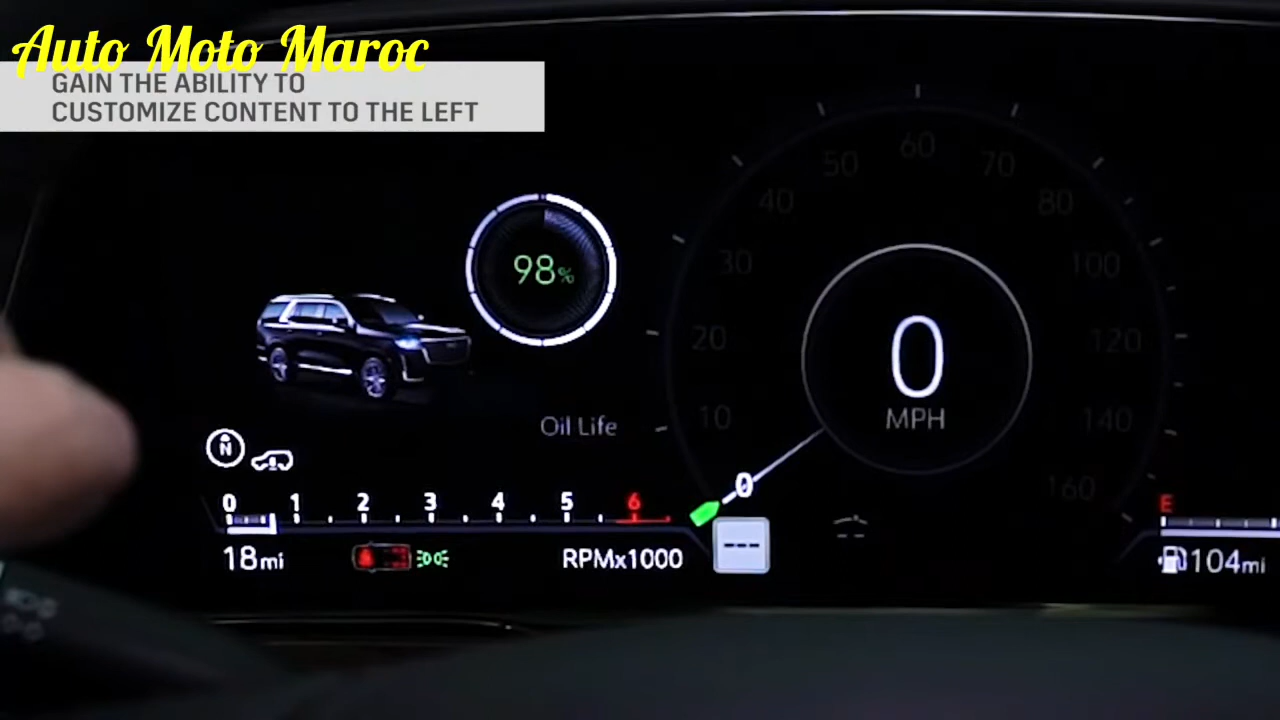 Auto Moto Maroc
GAIN THE ABILITY TO
CUSTOMIZE CONTENT TO THE LEFT
98%
Oil Life
N
0 1 2 3 4 5 6
18mi
RPMx1000
0 10 20 30 40 50 60 70 80 100 120 140 160
0
MPH
---
E
104mi